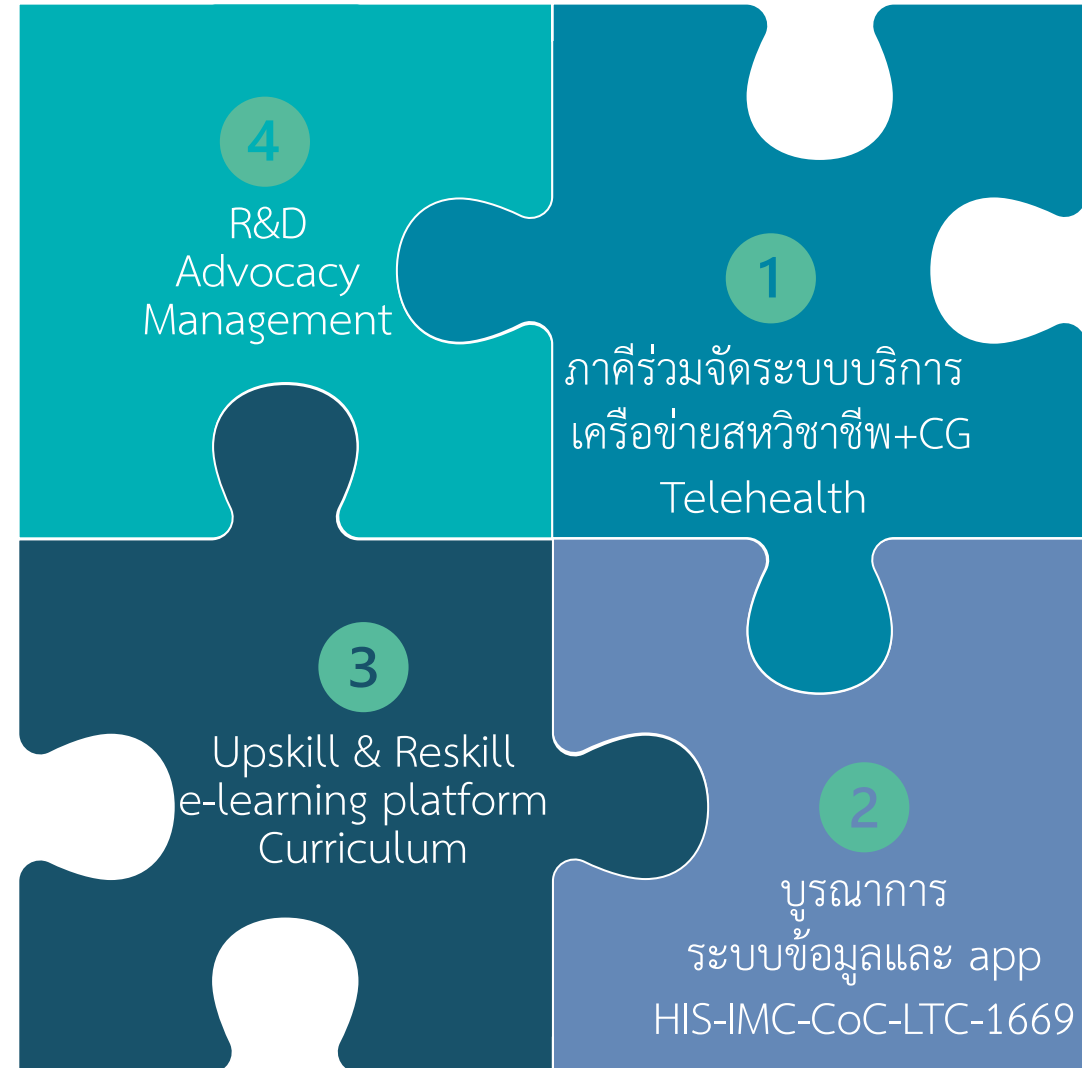 4
R&D
Advocacy
Management
1
ภาคีร่วมจัดระบบบริการ
เครือข่ายสหวิชาชีพ+CG
Telehealth
3
Upskill & Reskill
e-learning platform
Curriculum
2
บูรณาการ
ระบบข้อมูลและ app
HIS-IMC-CoC-LTC-1669